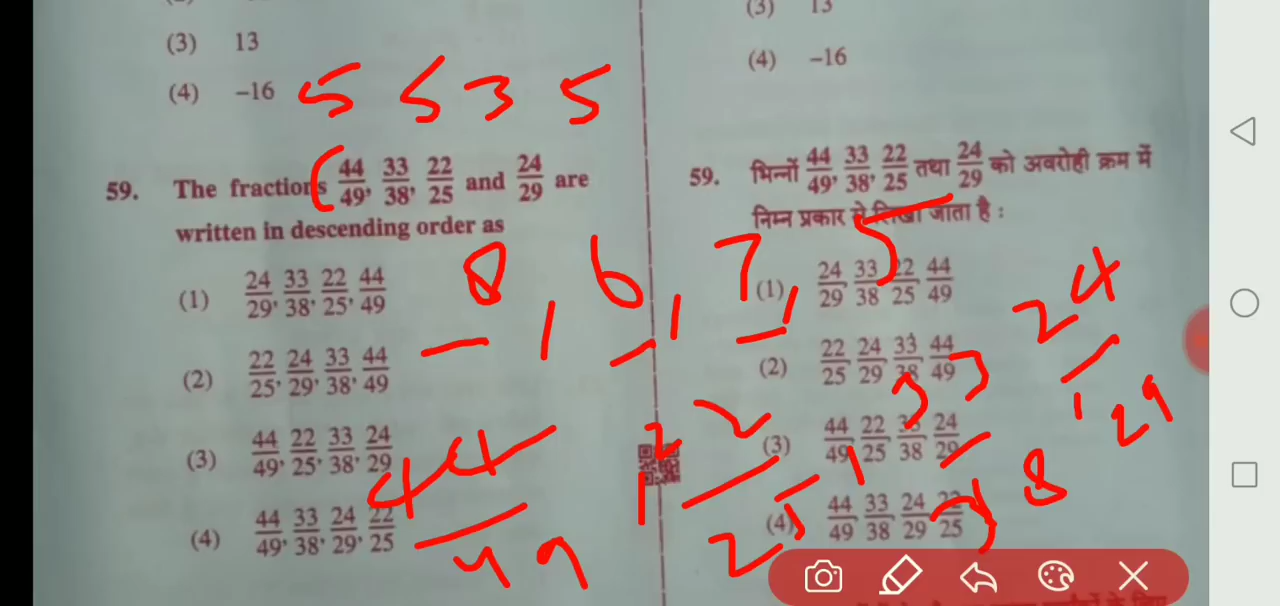 (3) 13
(4) -16
5 5 3 5
59. The fractions 44/49, 33/38, 22/25 and 24/29 are
written in descending order as
(1) 24/29, 33/38, 22/25, 44/49
(2) 22/25, 24/29, 33/38, 44/49
(3) 44/49, 22/25, 33/38, 24/29
(4) 44/49, 33/38, 24/29, 22/25
(3) 13
(4) -16
59. भिन्नों 44/49, 33/38, 22/25 तथा 24/29 को अवरोही क्रम में
निम्न प्रकार से लिखा जाता है :
(1) 24/29 33/38 22/25 44/49
(2) 22/25 24/29 33/38 44/49
(3) 44/49 22/25 33/38 24/29
(4) 44/49 33/38 24/29 22/25
8, 6, 7, 5
44/49, 22/25, 33/38, 24/29